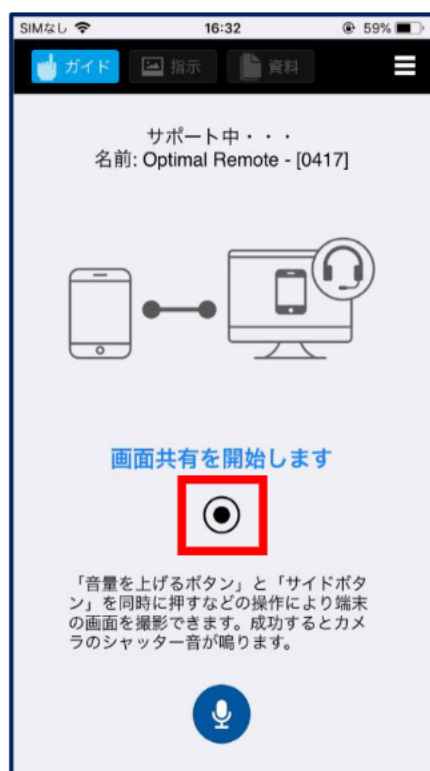 SIMなし 16:32 59%
ガイド 指示 資料
サポート中・・・
名前: Optimal Remote - [0417]
画面共有を開始します
「音量を上げるボタン」と「サイドボタ
ン」を同時に押すなどの操作により端末
の画面を撮影できます。成功するとカメ
ラのシャッター音が鳴ります。